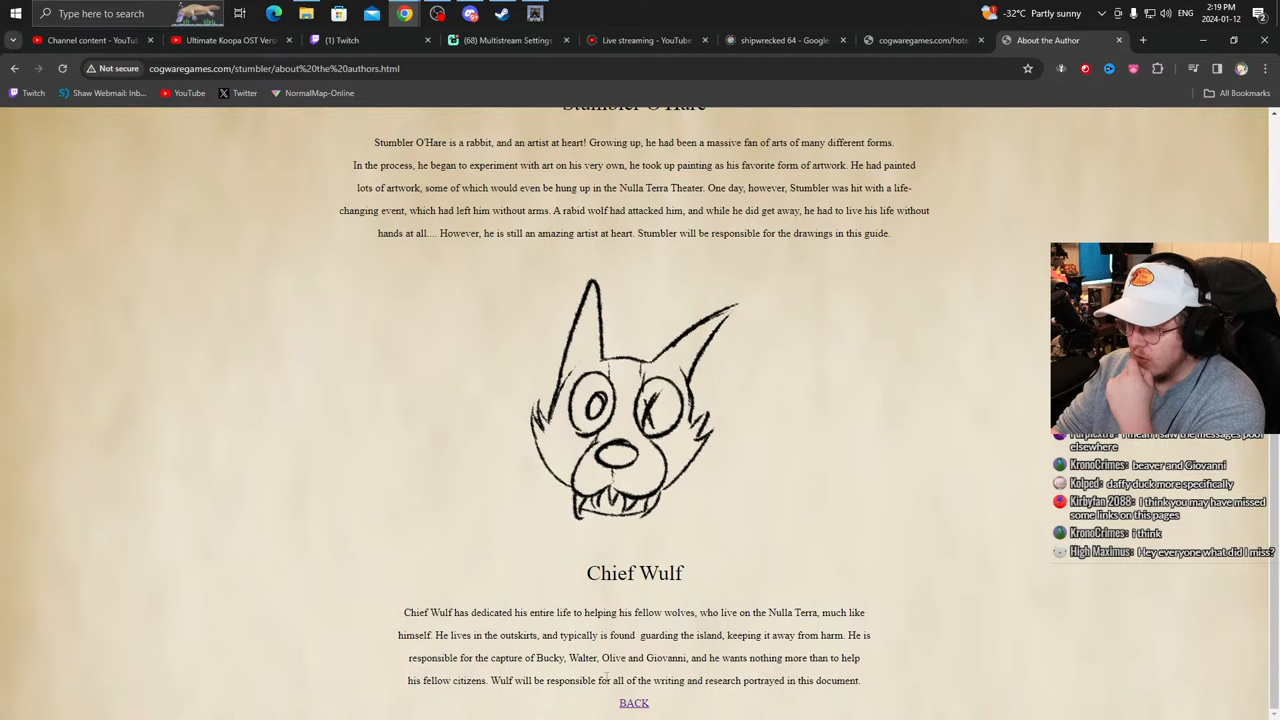 Type here to search
-32°C Partly sunny
ENG
2:19 PM
2024-01-12
Channel content - YouTu
Ultimate Koopa OST Vers
(1) Twitch
Multistream Settings
Live streaming - YouTube
shipwrecked 64 - Google
cogwaregames.com/hote
About the Author
Not secure
cogwaregames.com/stumbler/about%20the%20authors.html
Twitch
Shaw Webmail: Inb...
YouTube
Twitter
NormalMap-Online
All Bookmarks
Stumbler O'Hare
Stumbler O'Hare is a rabbit, and an artist at heart! Growing up, he had been a massive fan of arts of many different forms.
In the process, he began to experiment with art on his very own, he took up painting as his favorite form of artwork. He had painted
lots of artwork, some of which would even be hung up in the Nulla Terra Theater. One day, however, Stumbler was hit with a life-
changing event, which had left him without arms. A rabid wolf had attacked him, and while he did get away, he had to live his life without
hands at all.... However, he is still an amazing artist at heart. Stumbler will be responsible for the drawings in this guide.
Chief Wulf
Chief Wulf has dedicated his entire life to helping his fellow wolves, who live on the Nulla Terra, much like
himself. He lives in the outskirts, and typically is found guarding the island, keeping it away from harm. He is
responsible for the capture of Bucky, Walter, Olive and Giovanni, and he wants nothing more than to help
his fellow citizens. Wulf will be responsible for all of the writing and research portrayed in this document.
BACK
i mean i saw the messages pool
elsewhere
KronoCrimes: beaver and Giovanni
Kolped: daffy duck more specifically
Kirbyfan 2088: I think you may have missed
some links on this pages
KronoCrimes: i think
High Maximus: Hey everyone what did I miss?